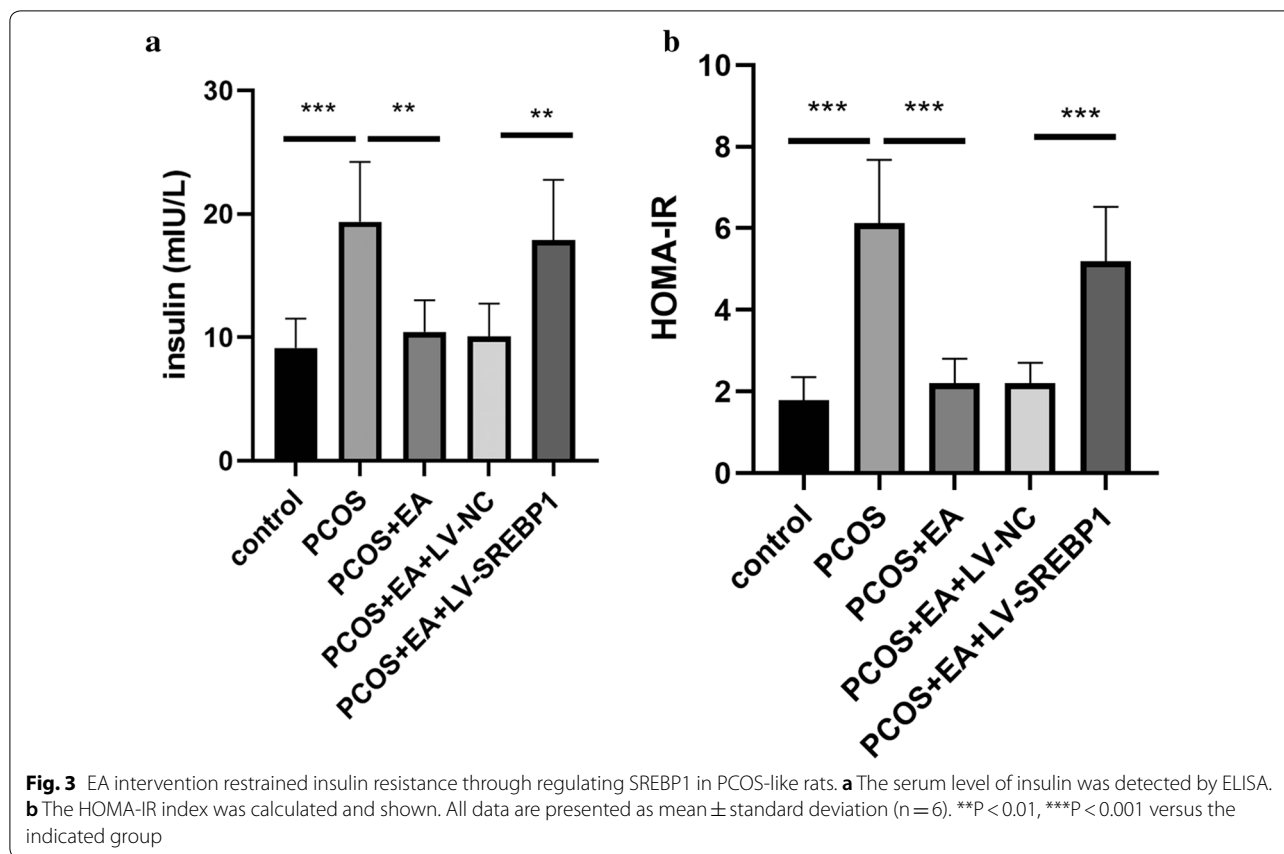 a
b
insulin (mIU/L)
30
20
10
0
***
**
**
control
PCOS
PCOS+EA
PCOS+EA+LV-NC
PCOS+EA+LV-SREBP1
HOMA-IR
10
8
6
4
2
0
***
***
***
control
PCOS
PCOS+EA
PCOS+EA+LV-NC
PCOS+EA+LV-SREBP1
Fig. 3 EA intervention restrained insulin resistance through regulating SREBP1 in PCOS-like rats. a The serum level of insulin was detected by ELISA.
b The HOMA-IR index was calculated and shown. All data are presented as mean ± standard deviation (n = 6). **P < 0.01, ***P < 0.001 versus the
indicated group